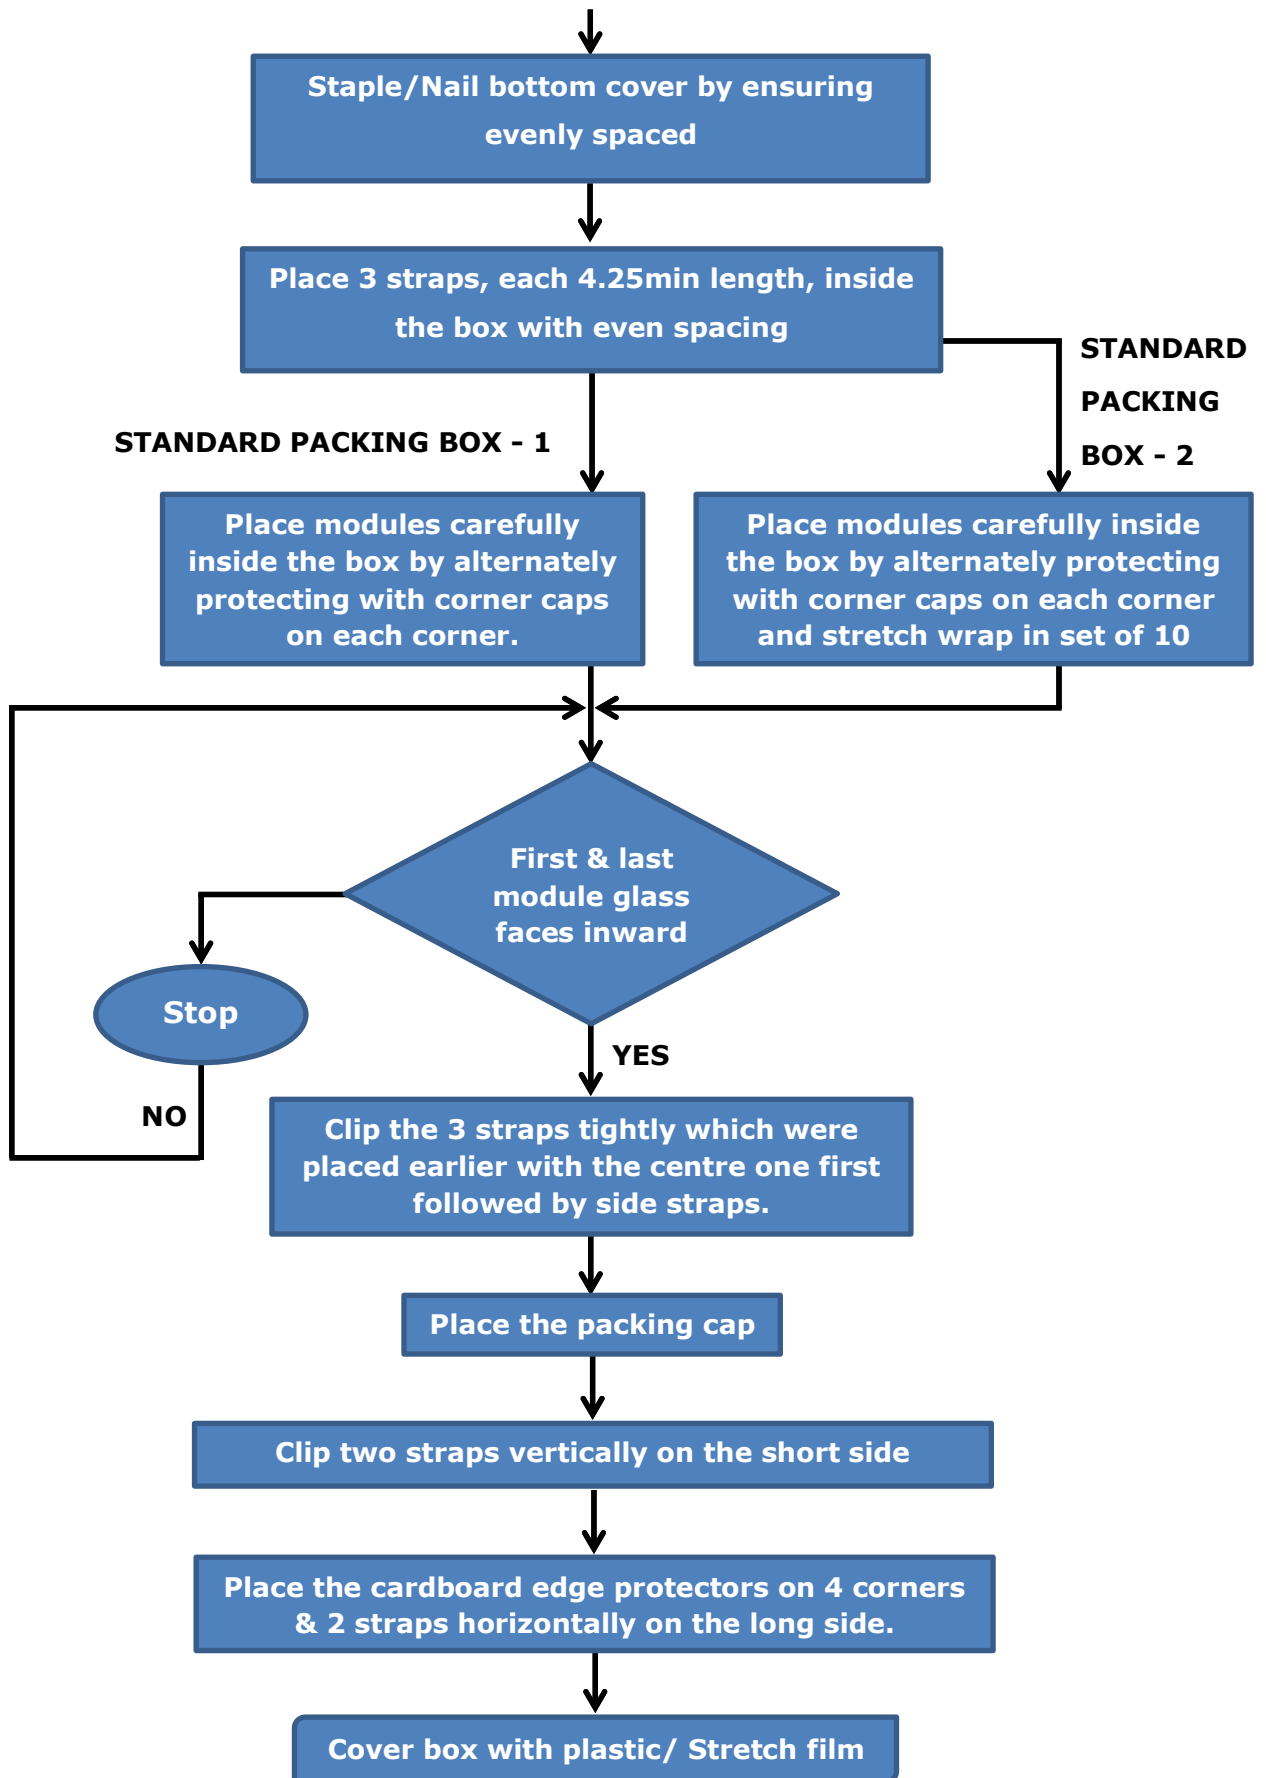 Staple/Nail bottom cover by ensuring
evenly spaced
Place 3 straps, each 4.25min length, inside
the box with even spacing
STANDARD
PACKING
BOX - 2
STANDARD PACKING BOX - 1
Place modules carefully
inside the box by alternately
protecting with corner caps
on each corner.
Place modules carefully inside
the box by alternately protecting
with corner caps on each corner
and stretch wrap in set of 10
First & last
module glass
faces inward
Stop
YES
NO
Clip the 3 straps tightly which were
placed earlier with the centre one first
followed by side straps.
Place the packing cap
Clip two straps vertically on the short side
Place the cardboard edge protectors on 4 corners
& 2 straps horizontally on the long side.
Cover box with plastic/ Stretch film